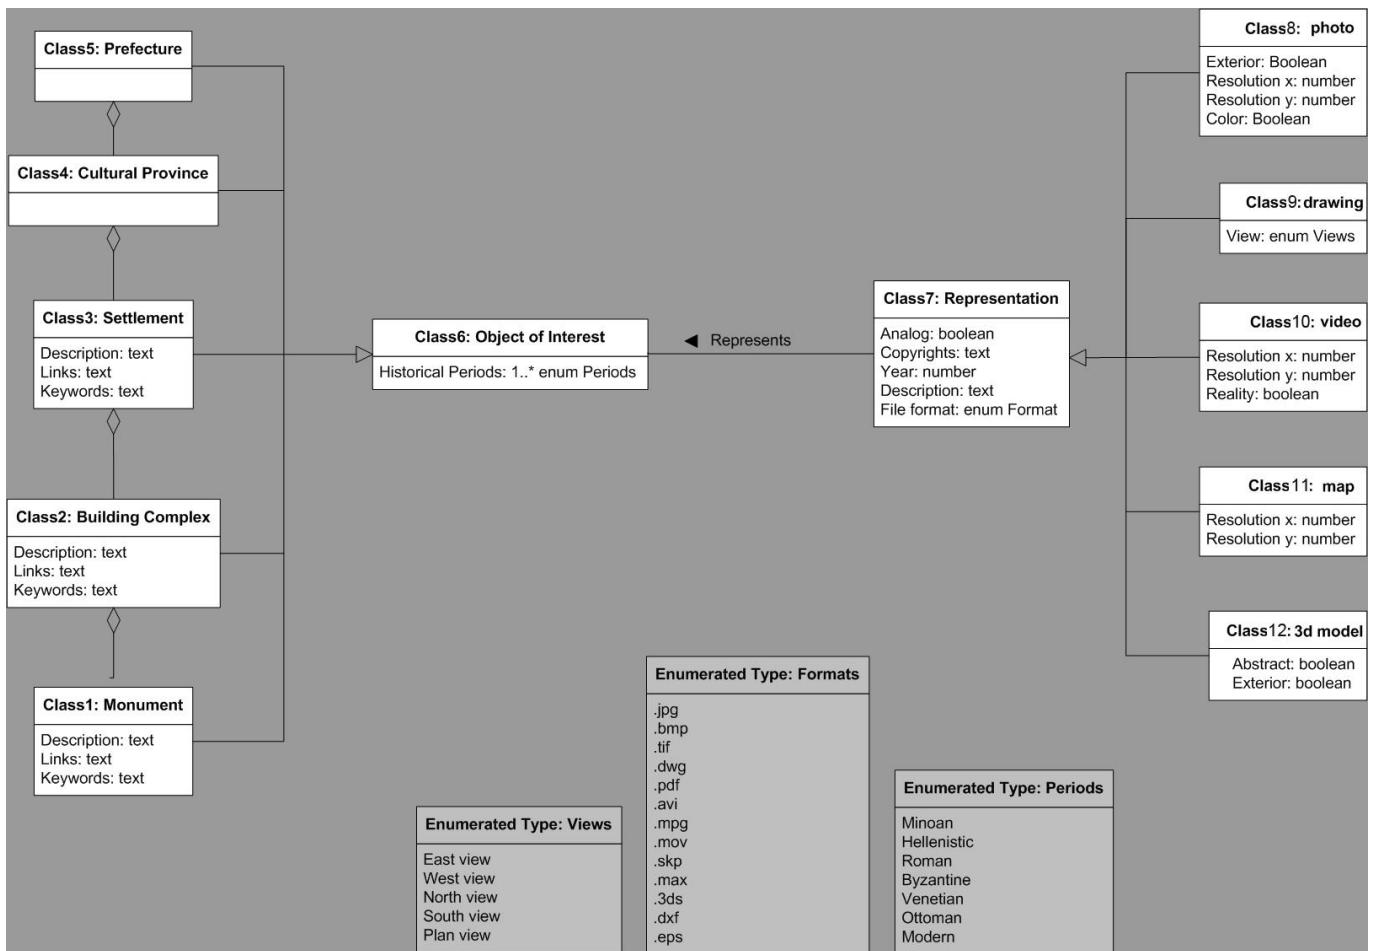 Class5: Prefecture
Class4: Cultural Province
Class3: Settlement
Description: text
Links: text
Keywords: text
Class2: Building Complex
Description: text
Links: text
Keywords: text
Class1: Monument
Description: text
Links: text
Keywords: text
Class6: Object of Interest
Historical Periods: 1..* enum Periods
◄ Represents
Class7: Representation
Analog: boolean
Copyrights: text
Year: number
Description: text
File format: enum Format
Class8: photo
Exterior: Boolean
Resolution x: number
Resolution y: number
Color: Boolean
Class9: drawing
View: enum Views
Class10: video
Resolution x: number
Resolution y: number
Reality: boolean
Class11: map
Resolution x: number
Resolution y: number
Class12: 3d model
Abstract: boolean
Exterior: boolean
Enumerated Type: Views
East view
West view
North view
South view
Plan view
Enumerated Type: Formats
.jpg
.bmp
.tif
.dwg
.pdf
.avi
.mpg
.mov
.skp
.max
.3ds
.dxf
.eps
Enumerated Type: Periods
Minoan
Hellenistic
Roman
Byzantine
Venetian
Ottoman
Modern